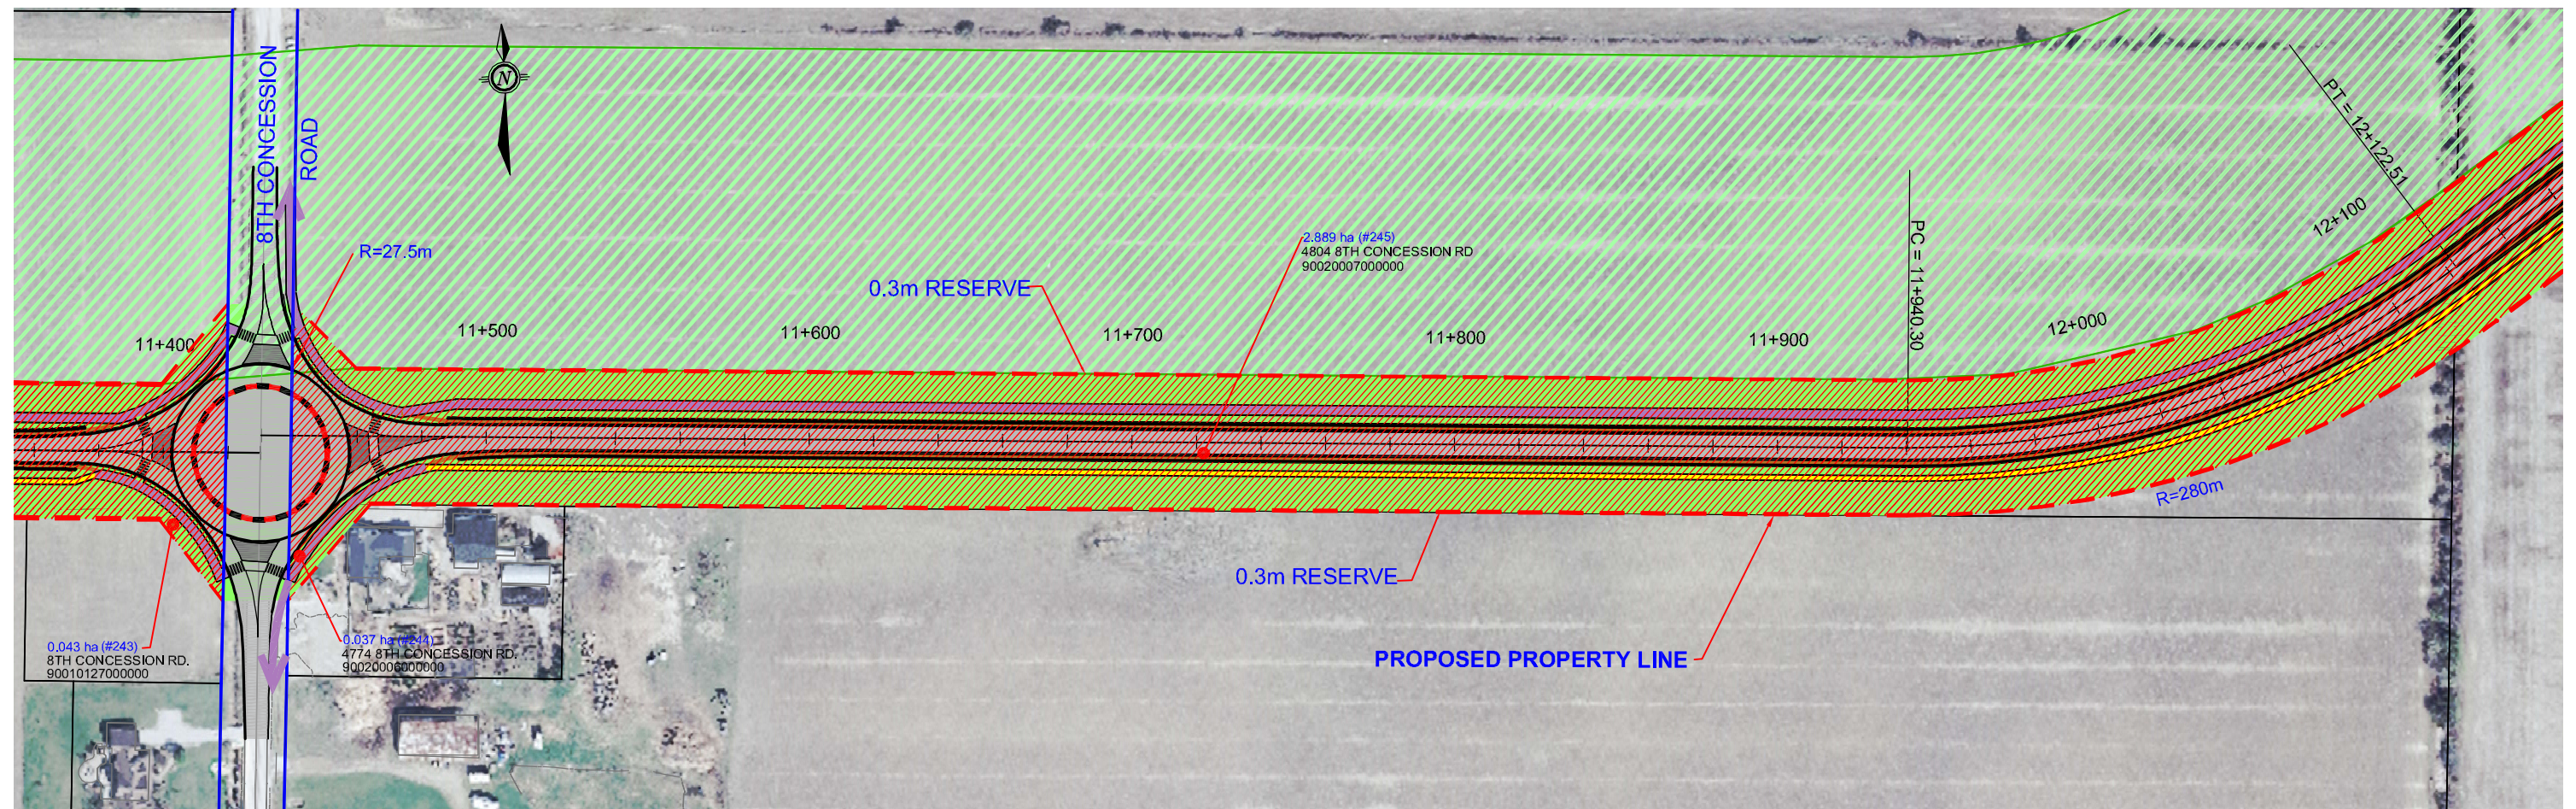 8TH CONCESSION
ROAD
N
R=27.5m
0.3m RESERVE
2.889 ha (#245)
4804 8TH CONCESSION RD
90020007000000
PC = 11+940.30
PT = 12+122.51
11+400
11+500
11+600
11+700
11+800
11+900
12+000
12+100
R=280m
0.3m RESERVE
PROPOSED PROPERTY LINE
0.043 ha (#243)
8TH CONCESSION RD.
90010127000000
0.037 ha (#244)
4774 8TH CONCESSION RD.
90020006000000